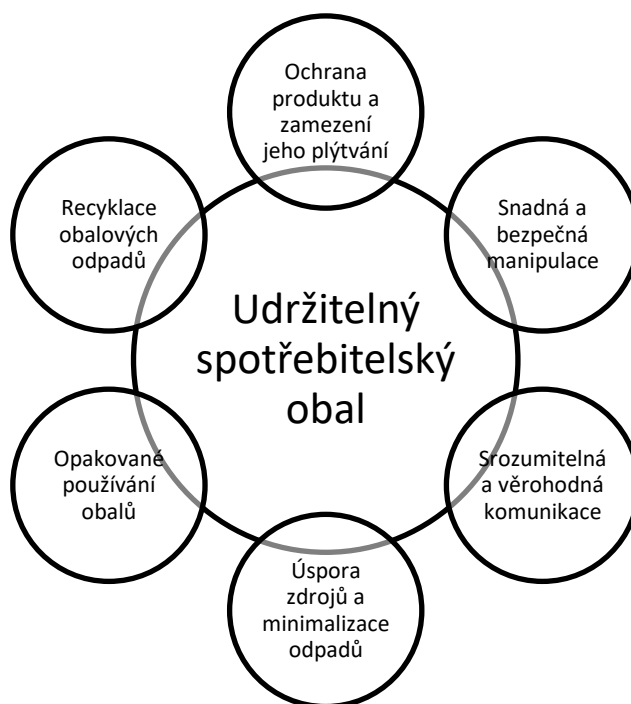 Ochrana
produktu a
zamezení
jeho plýtvání
Recyklace
obalových
odpadů
Snadná a
bezpečná
manipulace
Udržitelný
spotřebitelský
obal
Opakované
používání
obalů
Srozumitelná
a věrohodná
komunikace
Úspora
zdrojů a
minimalizace
odpadů